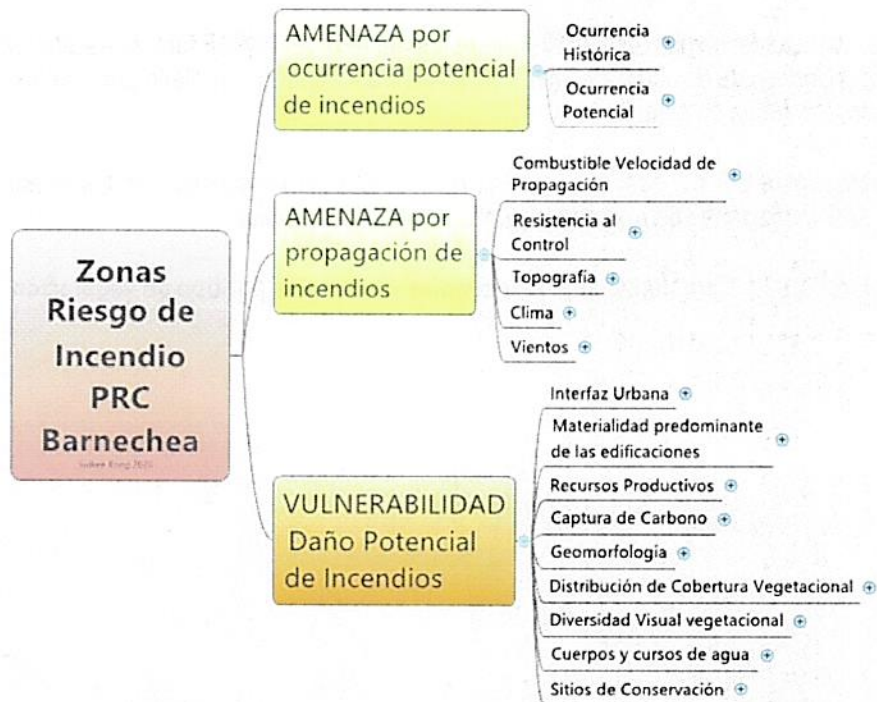 Zonas
Riesgo de
Incendio
PRC
Barnechea
AMENAZA por
ocurrencia potencial
de incendios
Ocurrencia
Histórica
Ocurrencia
Potencial
AMENAZA por
propagación de
incendios
Combustible Velocidad de
Propagación
Resistencia al
Control
Topografía
Clima
Vientos
VULNERABILIDAD
Daño Potencial
de Incendios
Interfaz Urbana
Materialidad predominante
de las edificaciones
Recursos Productivos
Captura de Carbono
Geomorfología
Distribución de Cobertura Vegetacional
Diversidad Visual vegetacional
Cuerpos y cursos de agua
Sitios de Conservación